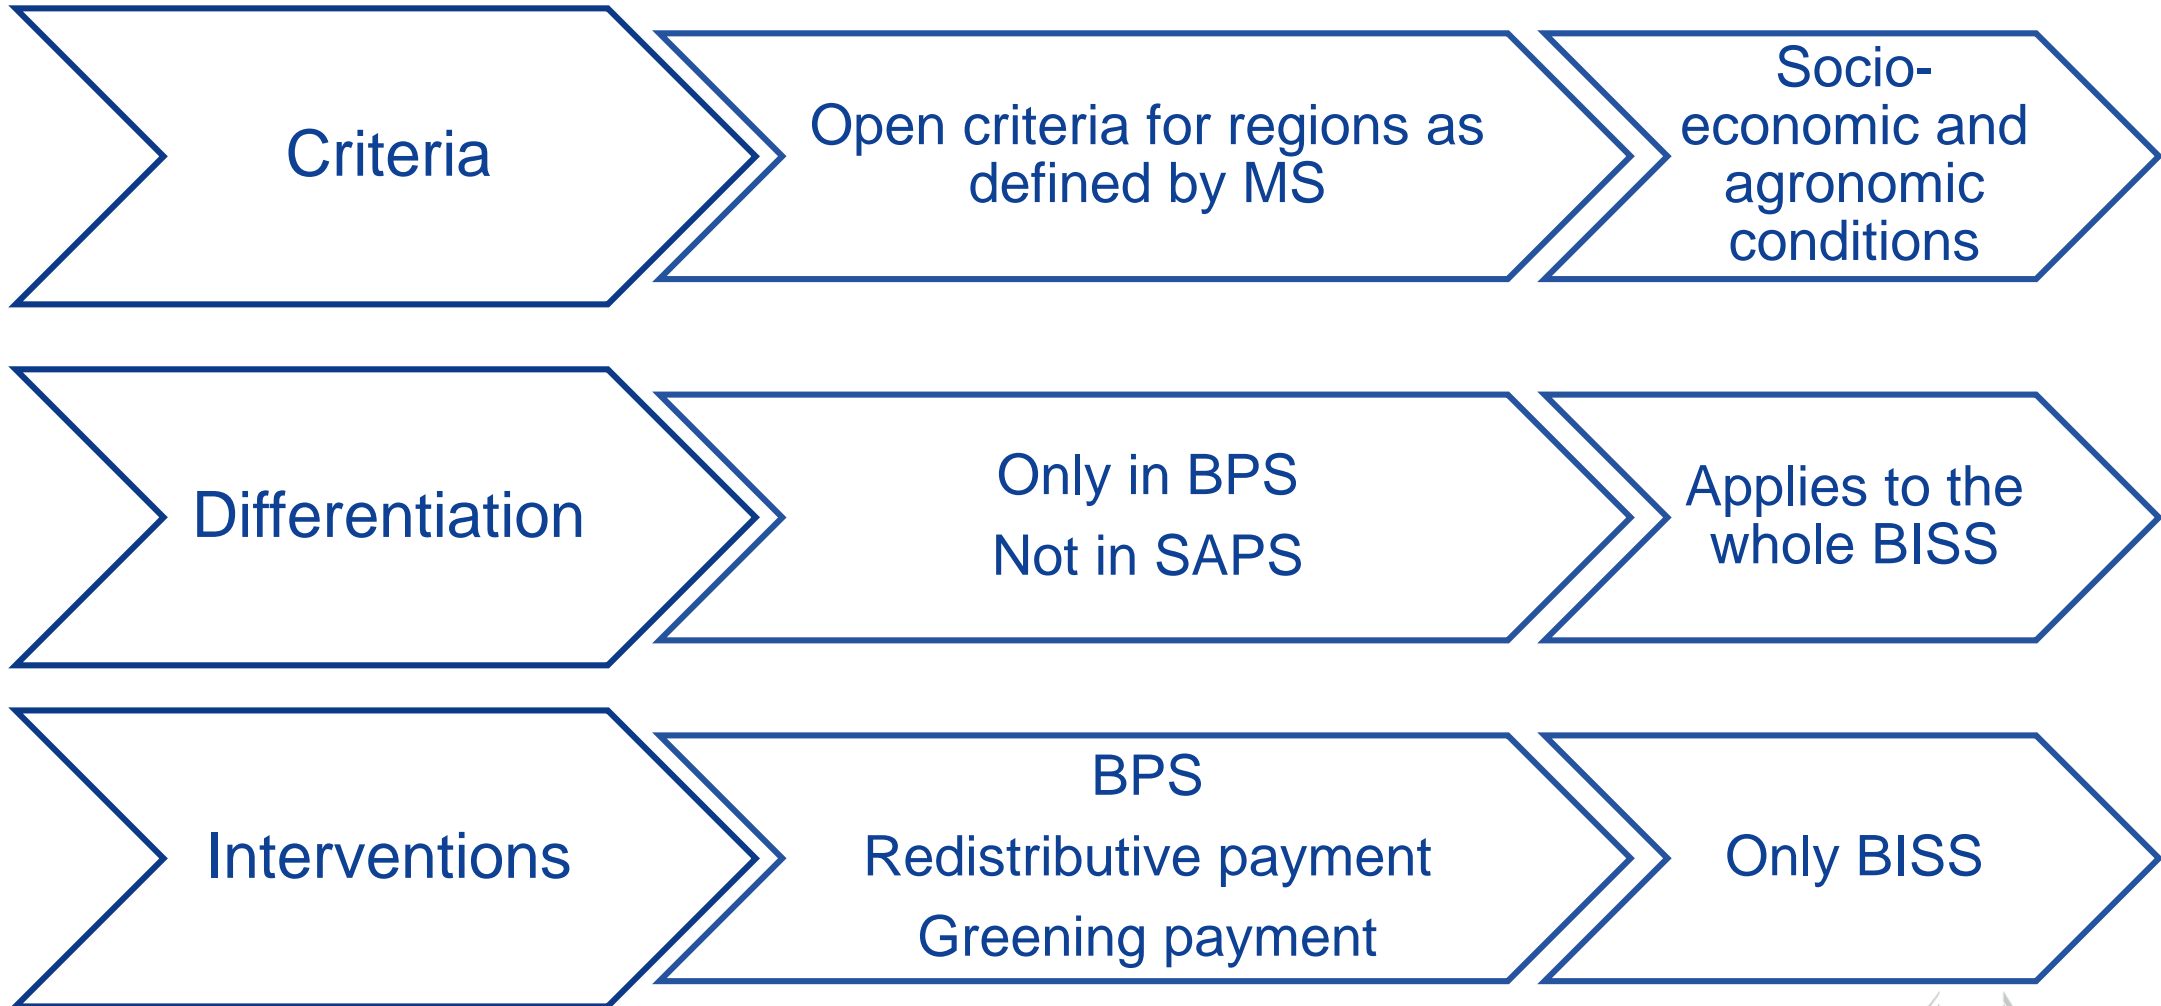 Criteria
Open criteria for regions as
defined by MS
Socio-
economic and
agronomic
conditions
Differentiation
Only in BPS
Not in SAPS
Applies to the
whole BISS
Interventions
BPS
Redistributive payment
Greening payment
Only BISS